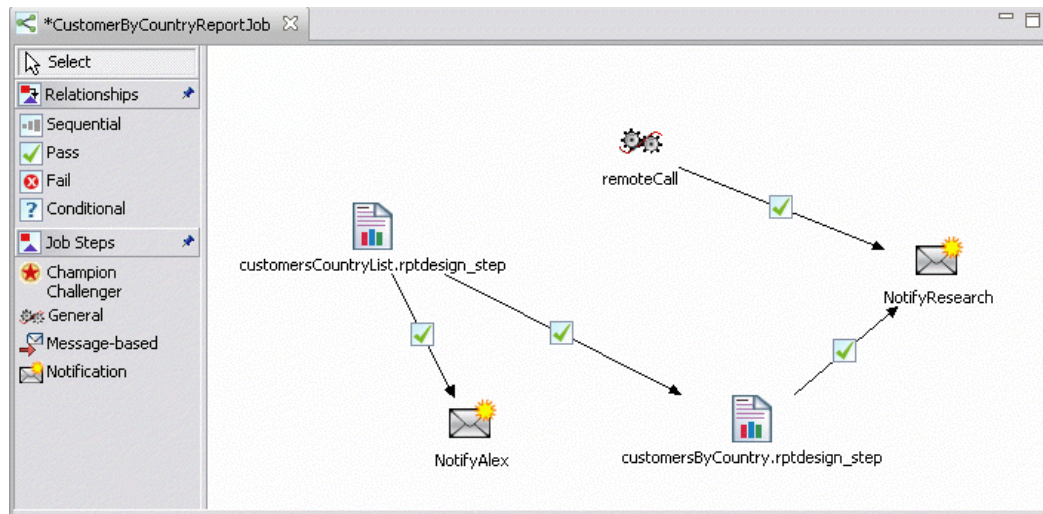 *CustomerByCountryReportJob
Select
Relationships
Sequential
Pass
Fail
Conditional
Job Steps
Champion
Challenger
General
Message-based
Notification
remoteCall
customersCountryList.rptdesign_step
NotifyResearch
NotifyAlex
customersByCountry.rptdesign_step